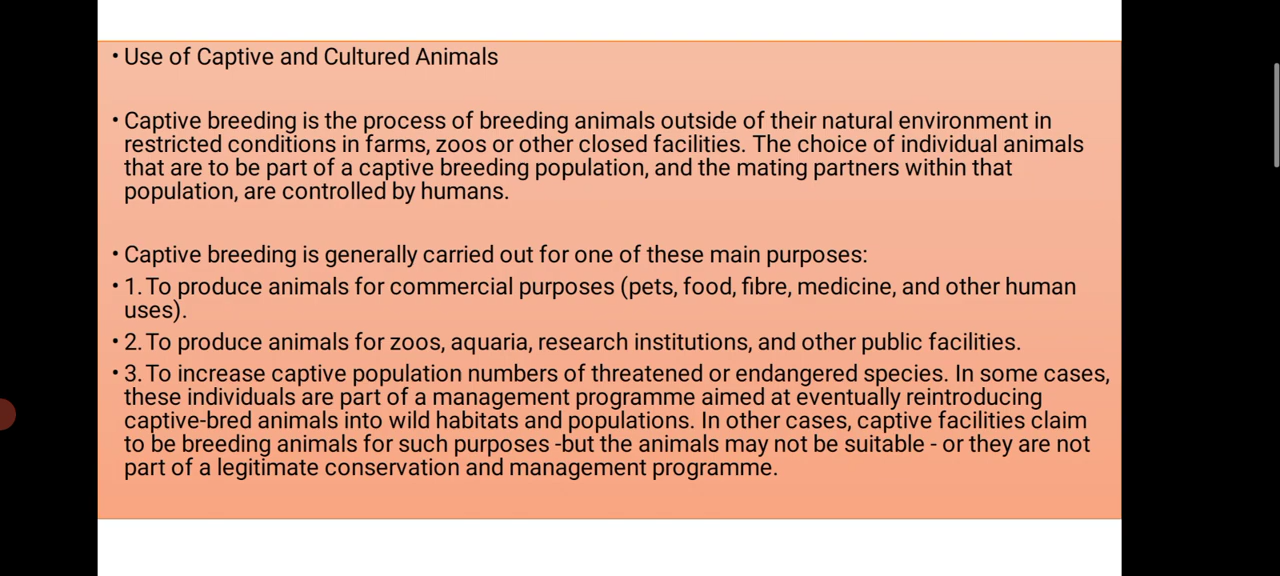 • Use of Captive and Cultured Animals
• Captive breeding is the process of breeding animals outside of their natural environment in
restricted conditions in farms, zoos or other closed facilities. The choice of individual animals
that are to be part of a captive breeding population, and the mating partners within that
population, are controlled by humans.
• Captive breeding is generally carried out for one of these main purposes:
• 1. To produce animals for commercial purposes (pets, food, fibre, medicine, and other human
uses).
• 2. To produce animals for zoos, aquaria, research institutions, and other public facilities.
• 3. To increase captive population numbers of threatened or endangered species. In some cases,
these individuals are part of a management programme aimed at eventually reintroducing
captive-bred animals into wild habitats and populations. In other cases, captive facilities claim
to be breeding animals for such purposes -but the animals may not be suitable - or they are not
part of a legitimate conservation and management programme.